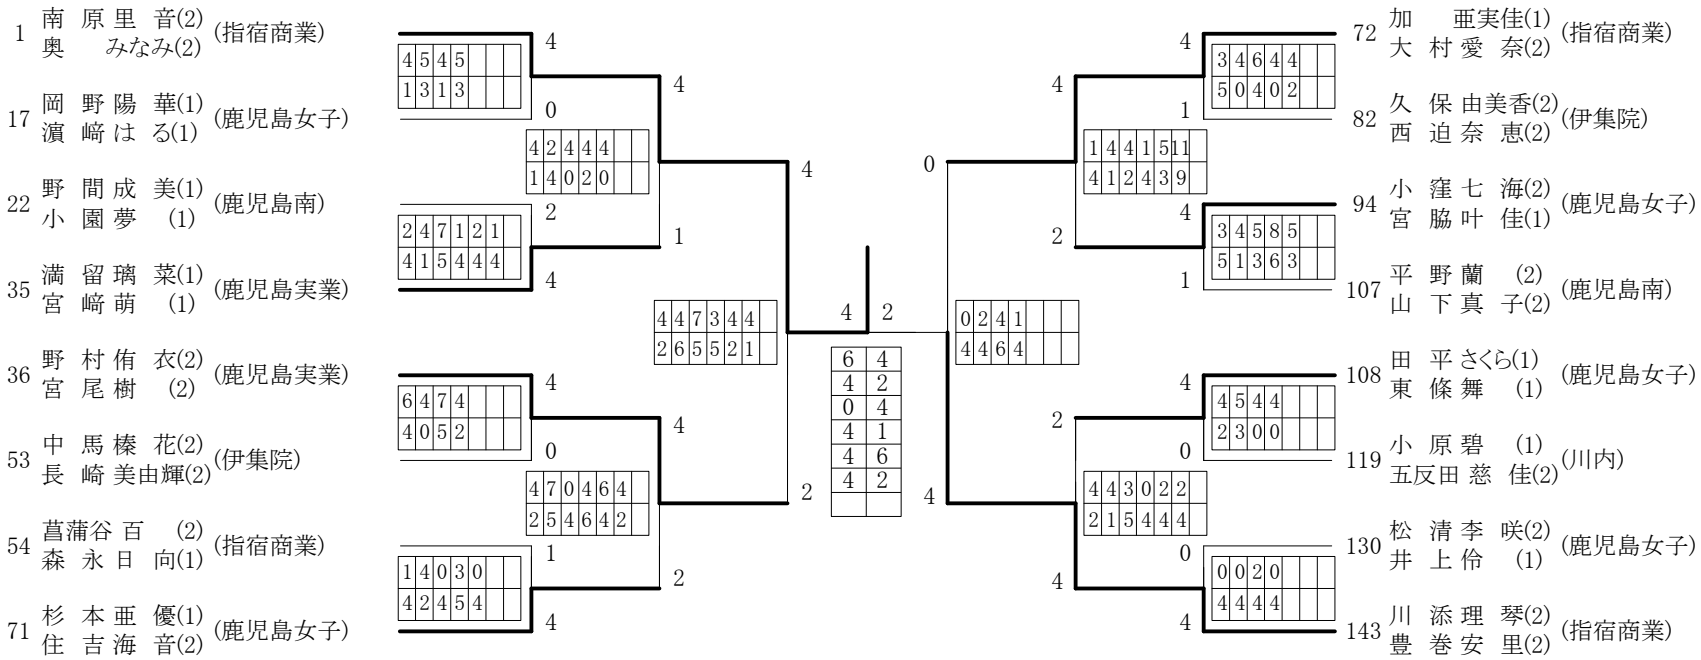 1 南 原 里 音(2) (指宿商業)
奥 みなみ(2)
17 岡 野 陽 華(1) (鹿児島女子)
濵 﨑 は る(1)
22 野 間 成 美(1) (鹿児島南)
小 園 夢 (1)
35 満 留 璃 菜(1) (鹿児島実業)
宮 﨑 萌 (1)
36 野 村 侑 衣(2) (鹿児島実業)
宮 尾 樹 (2)
53 中 馬 榛 花(2) (伊集院)
長 崎 美由輝(2)
54 菖蒲谷 百 (2) (指宿商業)
森 永 日 向(1)
71 杉 本 亜 優(1) (鹿児島女子)
住 吉 海 音(2)
4
4 5 4 5
1 3 1 3
0
4
4 2 4 4 4
1 4 0 2 0
2
2 4 7 1 2 1
4 1 5 4 4 4
4
1
4
4 4 7 3 4 4
2 6 5 5 2 1
4
6 4 7 4
4 0 5 2
0
4
4 7 0 4 6 4
2 5 4 6 4 2
2
1
1 4 0 3 0
4 2 4 5 4
4
2
4 2
6 4
4 2
0 4
4 1
4 6
4 2
0
0 2 4 1
4 4 6 4
4
4
1 4 4 1 5 11
4 1 2 4 3 9
2
4
3 4 6 4 4
5 0 4 0 2
1
4
3 4 5 8 5
5 1 3 6 3
1
2
4 4 3 0 2 2
2 1 5 4 4 4
4
4
4 5 4 4
2 3 0 0
0
0
0 0 2 0
4 4 4 4
4
72 加 亜実佳(1) (指宿商業)
大 村 愛 奈(2)
82 久 保 由美香(2) (伊集院)
西 迫 奈 恵(2)
94 小 窪 七 海(2) (鹿児島女子)
宮 脇 叶 佳(1)
107 平 野 蘭 (2) (鹿児島南)
山 下 真 子(2)
108 田 平 さくら(1) (鹿児島女子)
東 條 舞 (1)
119 小 原 碧 (1) (川内)
五反田 慈 佳(2)
130 松 清 李 咲(2) (鹿児島女子)
井 上 伶 (1)
143 川 添 理 琴(2) (指宿商業)
豊 巻 安 里(2)